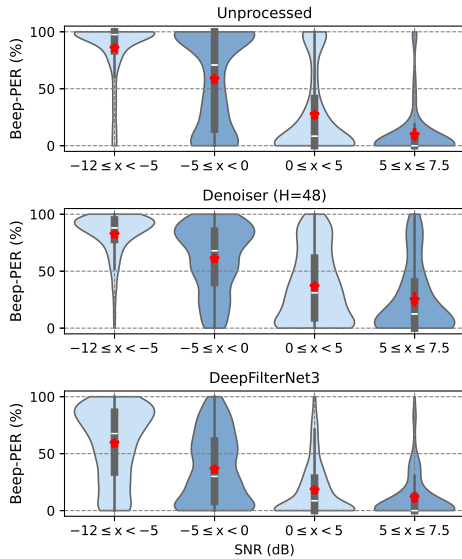 Unprocessed
Beep-PER (%)
100
50
0
−12 ≤ x < −5
−5 ≤ x < 0
0 ≤ x < 5
5 ≤ x ≤ 7.5
Denoiser (H=48)
Beep-PER (%)
100
50
0
−12 ≤ x < −5
−5 ≤ x < 0
0 ≤ x < 5
5 ≤ x ≤ 7.5
DeepFilterNet3
Beep-PER (%)
100
50
0
−12 ≤ x < −5
−5 ≤ x < 0
0 ≤ x < 5
5 ≤ x ≤ 7.5
SNR (dB)